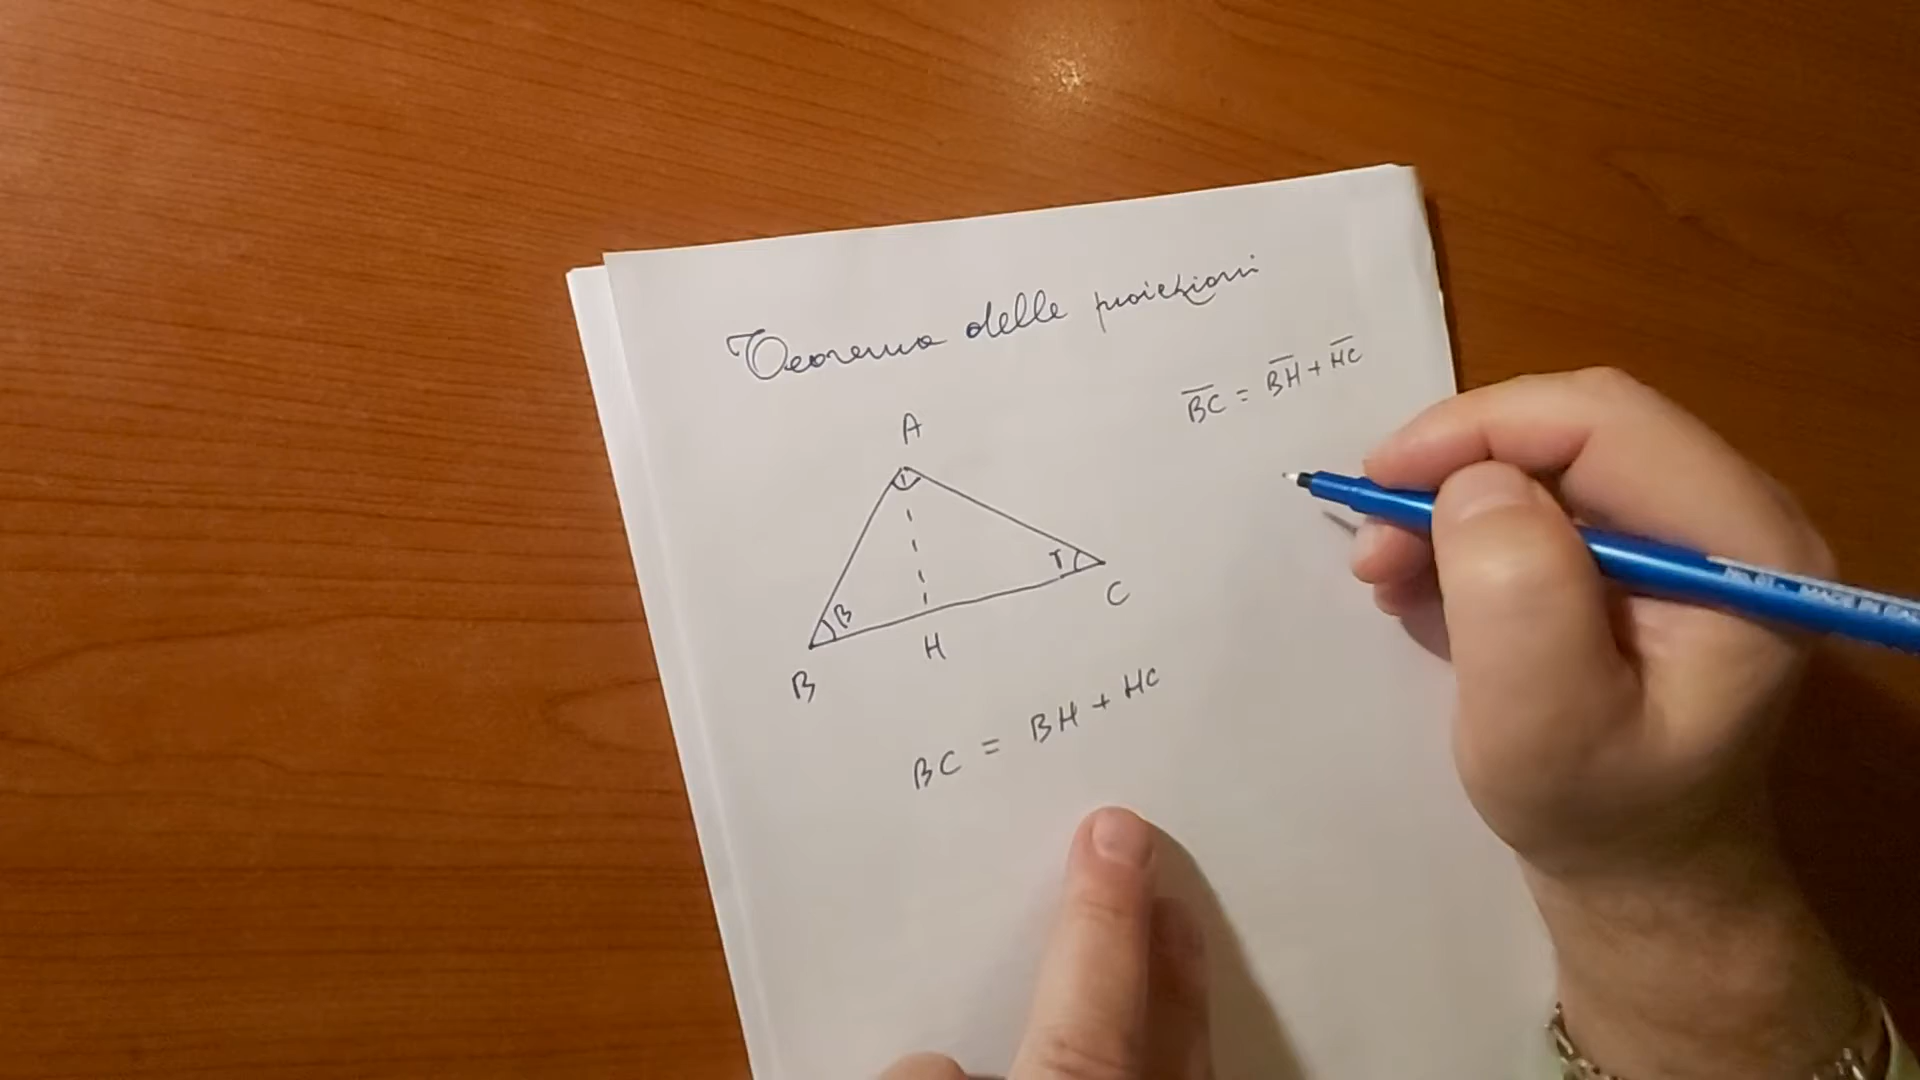 Teorema delle proiezioni
B̅C̅ = B̅H̅ + H̅C̅
A
β
γ
B
H
C
BC = BH + HC